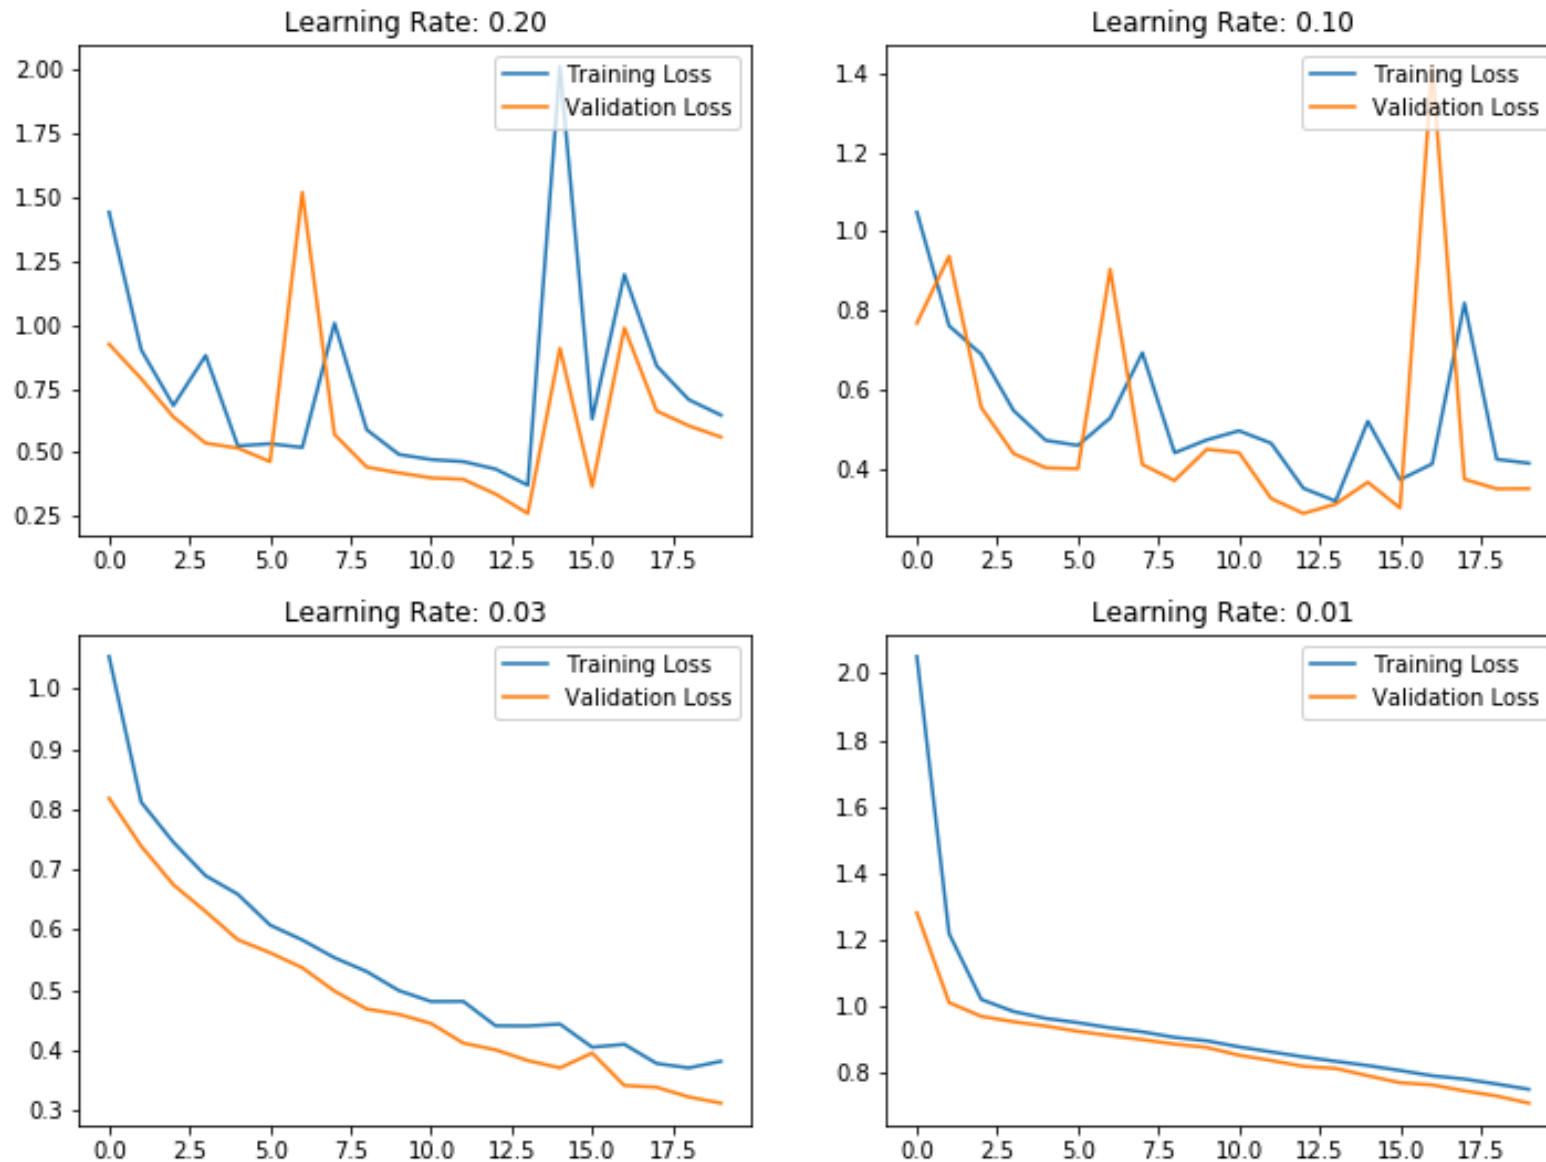 Learning Rate: 0.20
Training Loss
Validation Loss
2.00
1.75
1.50
1.25
1.00
0.75
0.50
0.25
0.0 2.5 5.0 7.5 10.0 12.5 15.0 17.5
Learning Rate: 0.10
Training Loss
Validation Loss
1.4
1.2
1.0
0.8
0.6
0.4
0.0 2.5 5.0 7.5 10.0 12.5 15.0 17.5
Learning Rate: 0.03
Training Loss
Validation Loss
1.0
0.9
0.8
0.7
0.6
0.5
0.4
0.3
0.0 2.5 5.0 7.5 10.0 12.5 15.0 17.5
Learning Rate: 0.01
Training Loss
Validation Loss
2.0
1.8
1.6
1.4
1.2
1.0
0.8
0.0 2.5 5.0 7.5 10.0 12.5 15.0 17.5